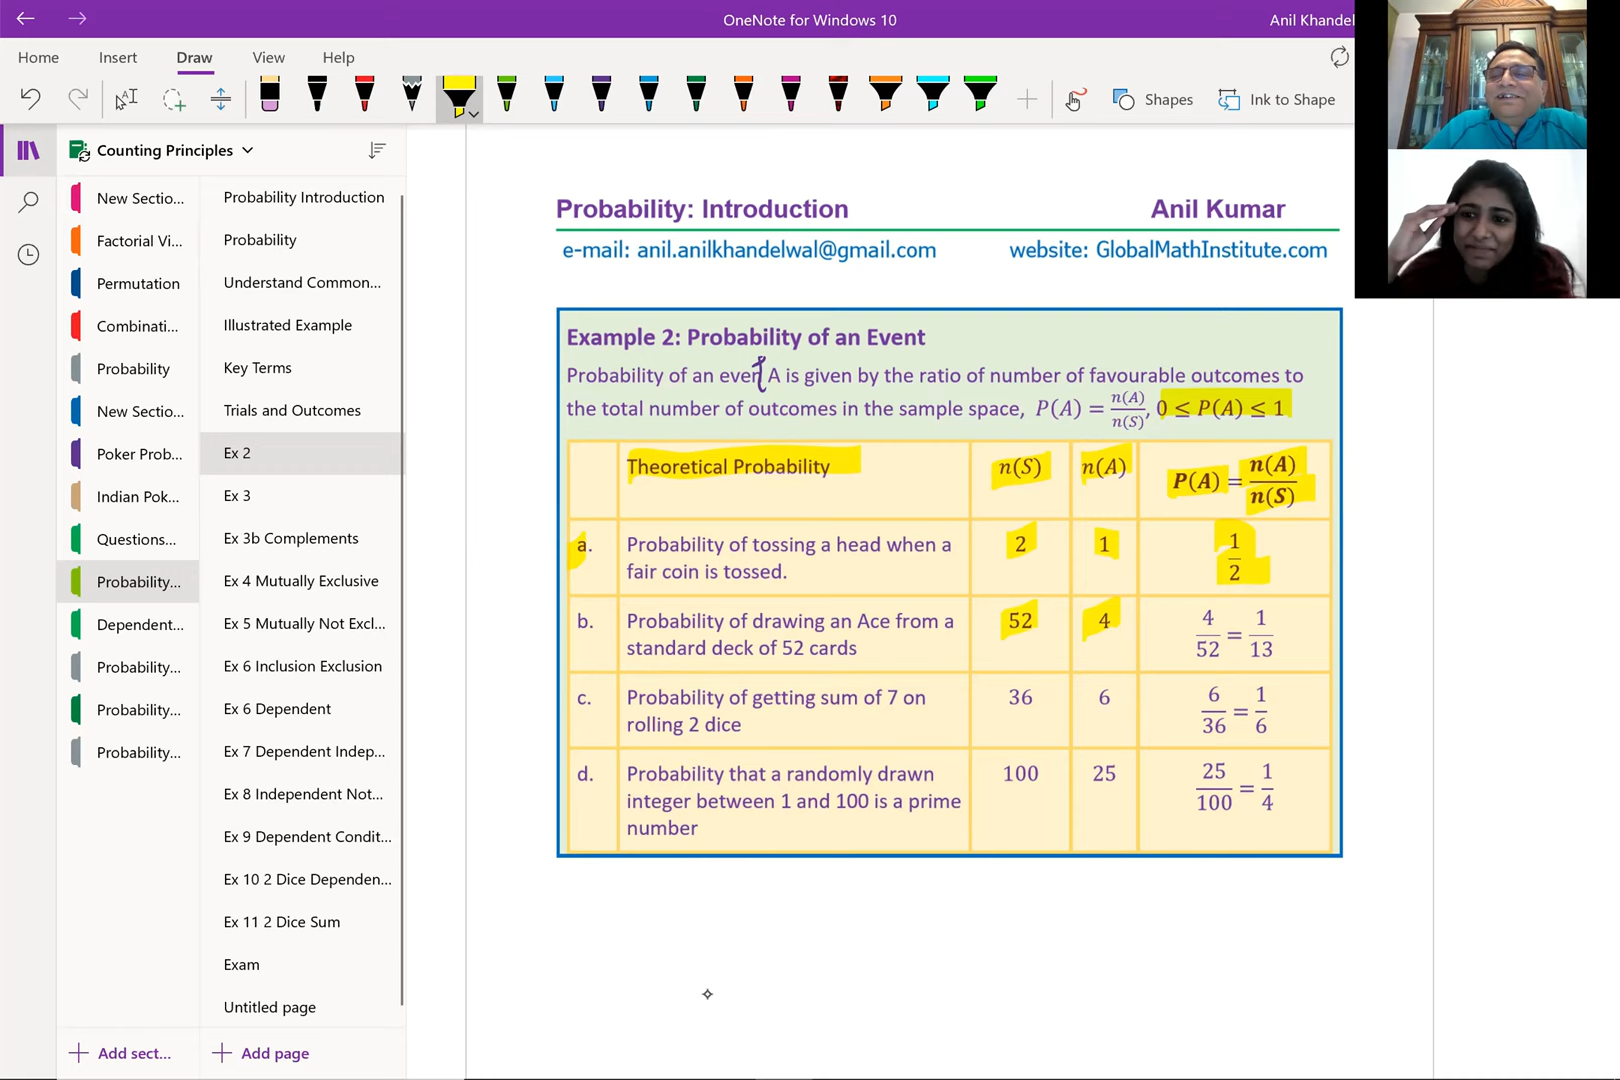 OneNote for Windows 10
Anil Khandel
Home Insert Draw View Help
Shapes Ink to Shape
Counting Principles
New Sectio...
Factorial Vi...
Permutation
Combinati...
Probability
New Sectio...
Poker Prob...
Indian Pok...
Questions...
Probability...
Dependent...
Probability...
Probability...
Probability...
Add sect...
Probability Introduction
Probability
Understand Common...
Illustrated Example
Key Terms
Trials and Outcomes
Ex 2
Ex 3
Ex 3b Complements
Ex 4 Mutually Exclusive
Ex 5 Mutually Not Excl...
Ex 6 Inclusion Exclusion
Ex 6 Dependent
Ex 7 Dependent Indep...
Ex 8 Independent Not...
Ex 9 Dependent Condit...
Ex 10 2 Dice Dependen...
Ex 11 2 Dice Sum
Exam
Untitled page
Add page
Probability: Introduction Anil Kumar
e-mail: anil.anilkhandelwal@gmail.com website: GlobalMathInstitute.com
Example 2: Probability of an Event
Probability of an event A is given by the ratio of number of favourable outcomes to
the total number of outcomes in the sample space, P(A) = n(A)/n(S), 0 ≤ P(A) ≤ 1
Theoretical Probability n(S) n(A) P(A) = n(A)/n(S)
a. Probability of tossing a head when a 2 1 1/2
fair coin is tossed.
b. Probability of drawing an Ace from a 52 4 4/52 = 1/13
standard deck of 52 cards
c. Probability of getting sum of 7 on 36 6 6/36 = 1/6
rolling 2 dice
d. Probability that a randomly drawn 100 25 25/100 = 1/4
integer between 1 and 100 is a prime
number